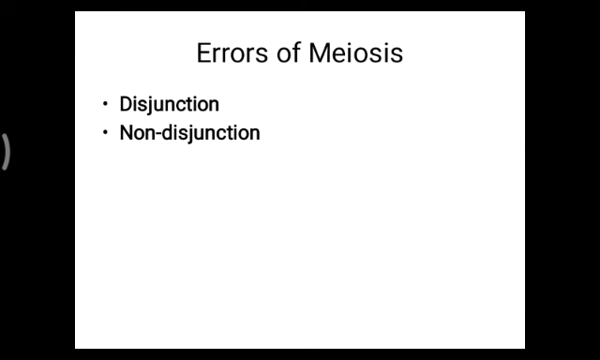 Errors of Meiosis
• Disjunction
• Non-disjunction